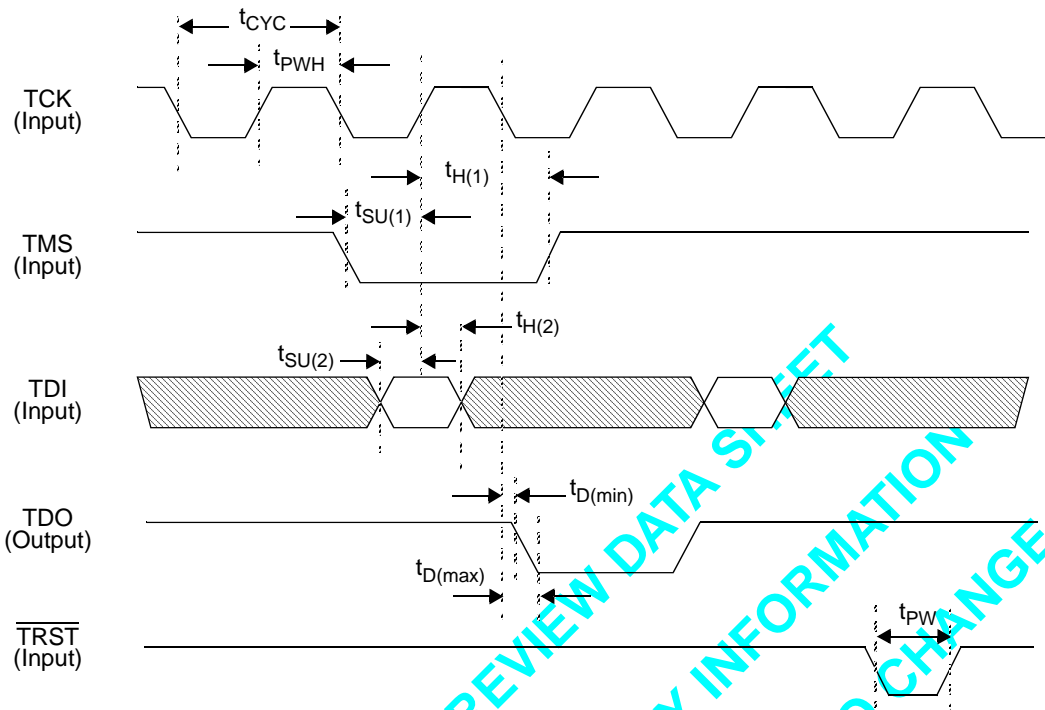 tCYC
tPWH
TCK
(Input)
tH(1)
tSU(1)
TMS
(Input)
tH(2)
tSU(2)
TDI
(Input)
tD(min)
TDO
(Output)
tD(max)
tPW
TRST
(Input)
PREVIEW DATA SHEET
INFORMATION
CHANGE